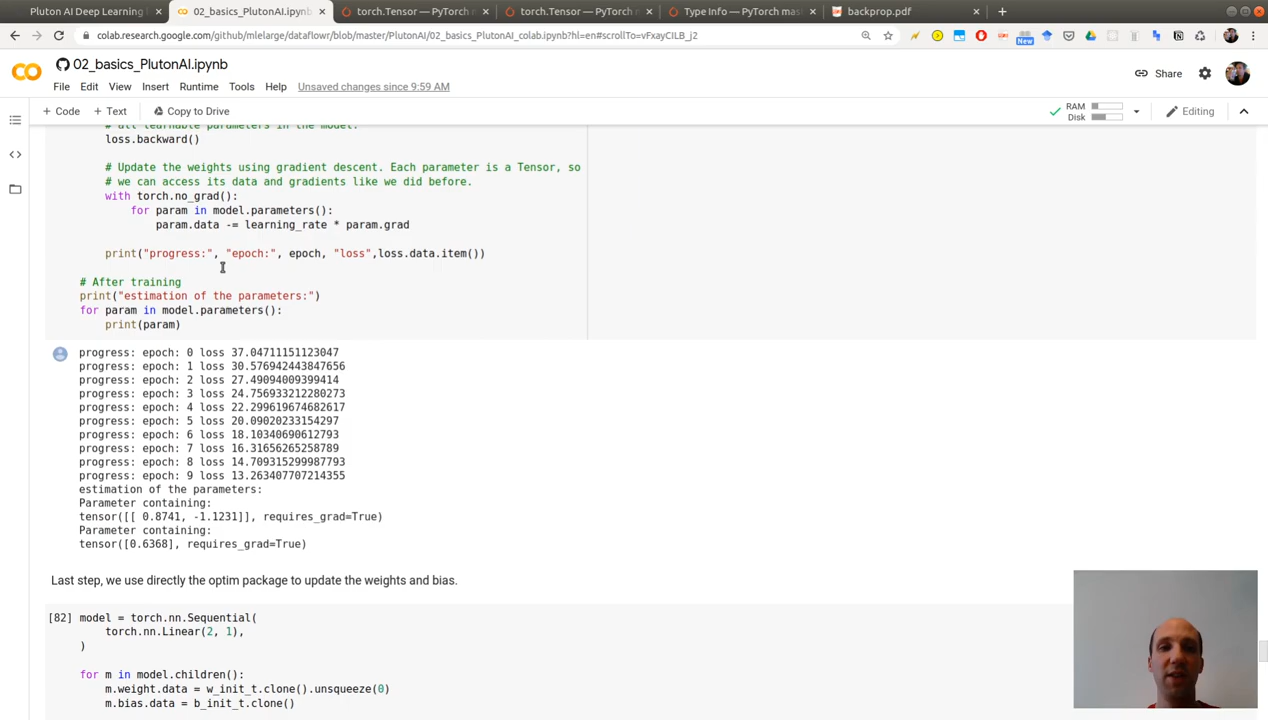 Pluton AI Deep Learning
02_basics_PlutonAI.ipynb
torch.Tensor — PyTorch m
torch.Tensor — PyTorch m
Type Info — PyTorch mast
backprop.pdf
colab.research.google.com/github/mlelarge/dataflowr/blob/master/PlutonAI/02_basics_PlutonAI_colab.ipynb?hl=en#scrollTo=vFxayCILB_j2
New
02_basics_PlutonAI.ipynb
Share
File Edit View Insert Runtime Tools Help Unsaved changes since 9:59 AM
+ Code + Text Copy to Drive
RAM
Disk
Editing
# all learnable parameters in the model.
loss.backward()
# Update the weights using gradient descent. Each parameter is a Tensor, so
# we can access its data and gradients like we did before.
with torch.no_grad():
for param in model.parameters():
param.data -= learning_rate * param.grad
print("progress:", "epoch:", epoch, "loss",loss.data.item())
# After training
print("estimation of the parameters:")
for param in model.parameters():
print(param)
progress: epoch: 0 loss 37.04711151123047
progress: epoch: 1 loss 30.576942443847656
progress: epoch: 2 loss 27.49094009399414
progress: epoch: 3 loss 24.756933212280273
progress: epoch: 4 loss 22.299619674682617
progress: epoch: 5 loss 20.09020233154297
progress: epoch: 6 loss 18.10340690612793
progress: epoch: 7 loss 16.31656265258789
progress: epoch: 8 loss 14.709315299987793
progress: epoch: 9 loss 13.263407707214355
estimation of the parameters:
Parameter containing:
tensor([[ 0.8741, -1.1231]], requires_grad=True)
Parameter containing:
tensor([0.6368], requires_grad=True)
Last step, we use directly the optim package to update the weights and bias.
[82] model = torch.nn.Sequential(
torch.nn.Linear(2, 1),
)
for m in model.children():
m.weight.data = w_init_t.clone().unsqueeze(0)
m.bias.data = b_init_t.clone()